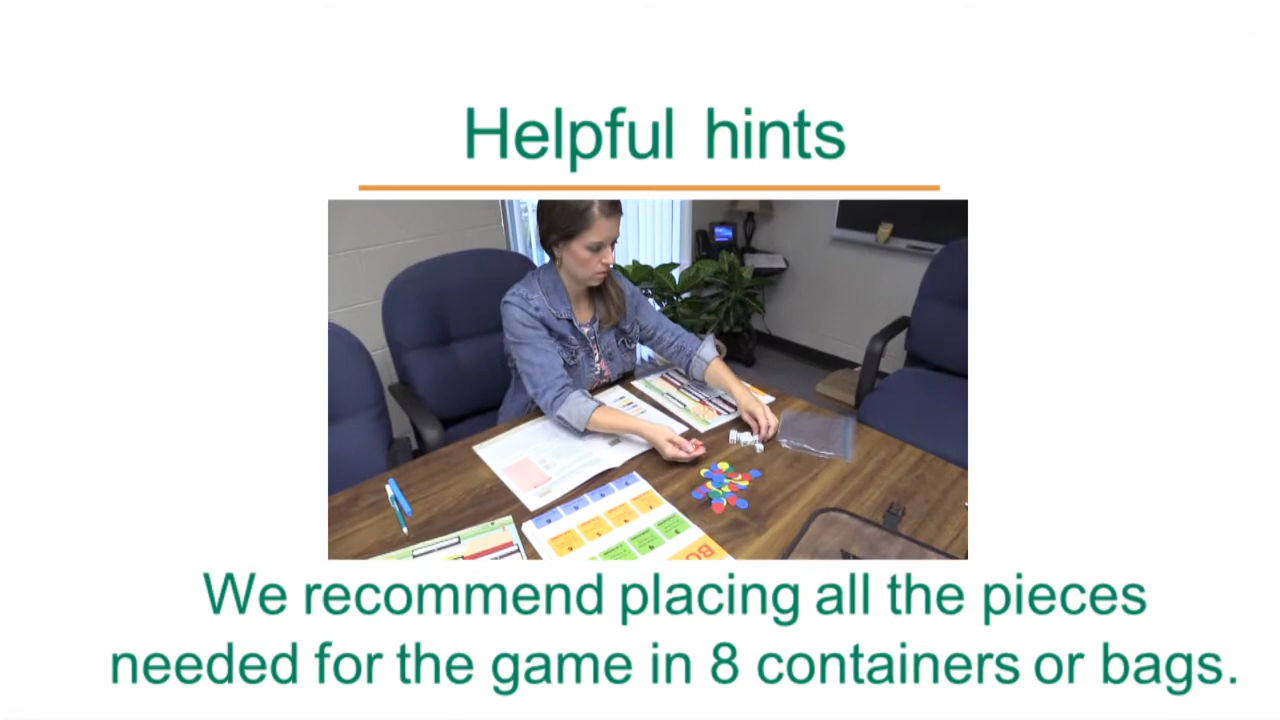 Helpful hints
We recommend placing all the pieces
needed for the game in 8 containers or bags.